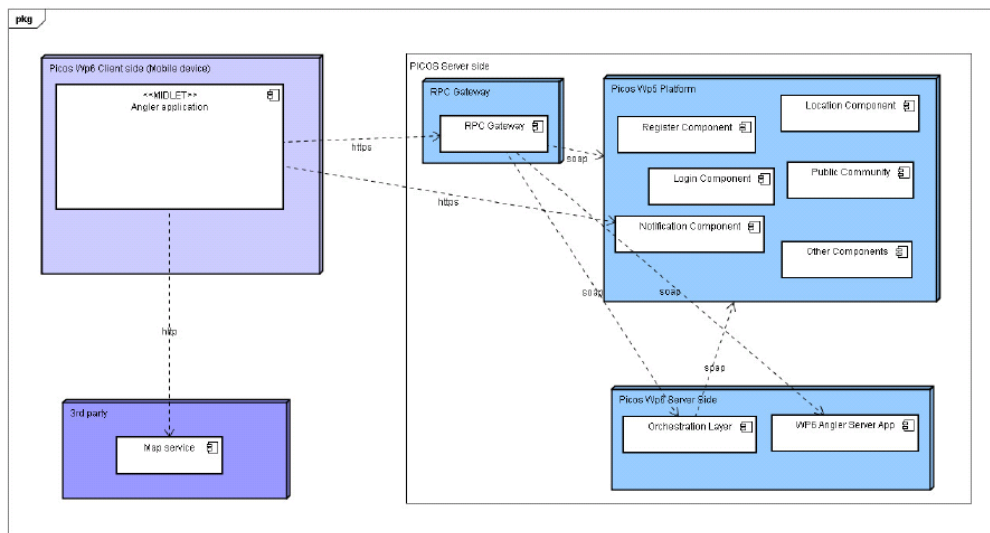 pkg
Picos Wp6 Client side (Mobile device)
<<MIDLET>>
Angler application
https
https
http
3rd party
Map service
PICOS Server side
RPC Gateway
RPC Gateway
soap
Picos Wp5 Platform
Location Component
Register Component
Login Component
Public Community
Notification Component
Other Components
soap
soap
soap
Picos Wp6 Server Side
Orchestration Layer
WP6 Angler Server App